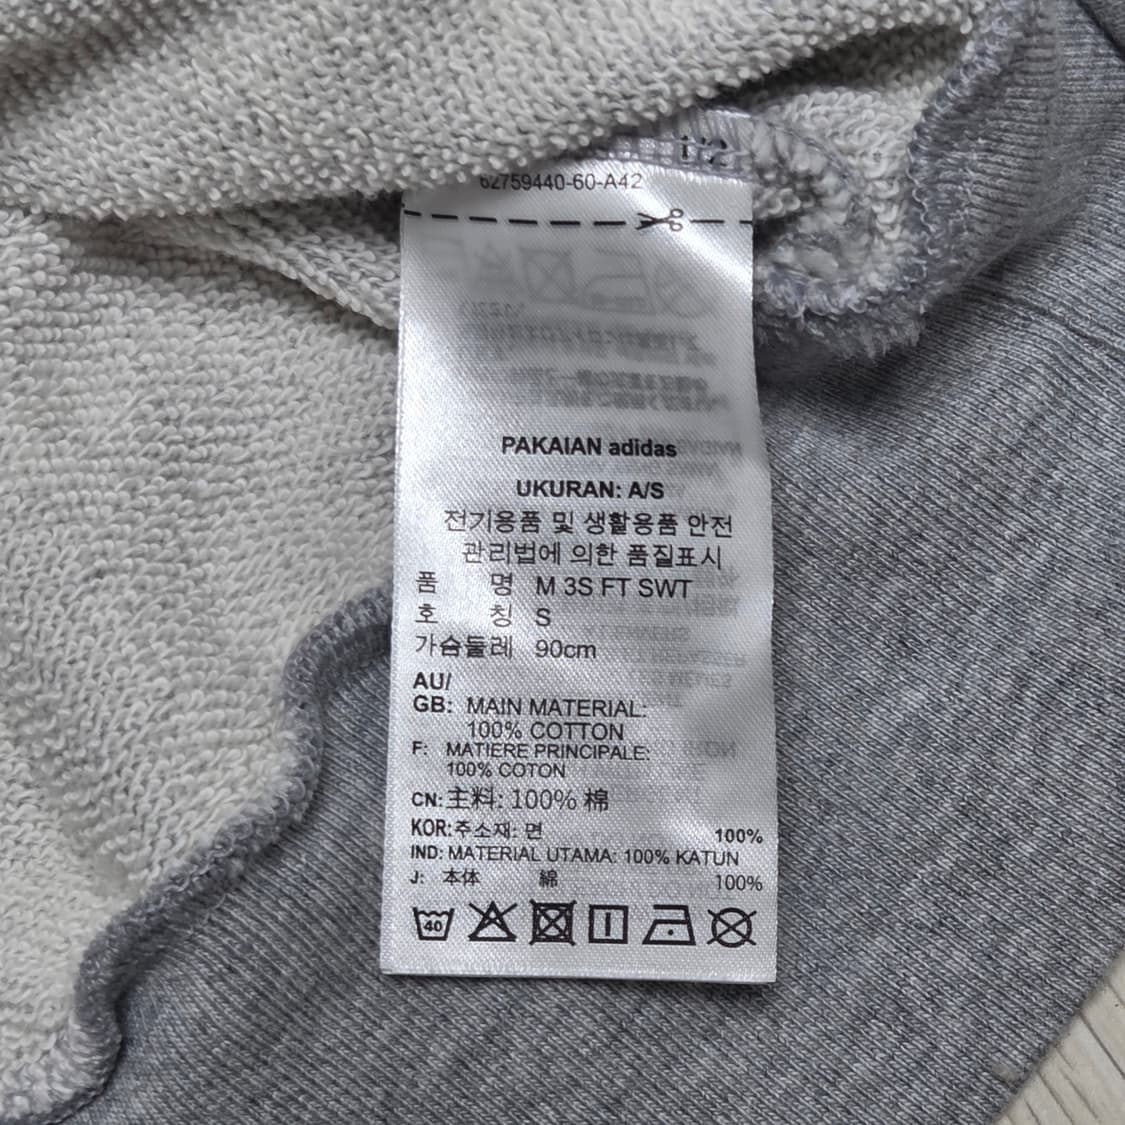 62759440-60-A42
PAKAIAN adidas
UKURAN: A/S
전기용품 및 생활용품 안전
관리법에 의한 품질표시
품 명 M 3S FT SWT
호 칭 S
가슴둘레 90cm
AU/
GB: MAIN MATERIAL:
100% COTTON
F: MATIERE PRINCIPALE:
100% COTON
CN: 主料: 100% 棉
KOR: 주소재: 면 100%
IND: MATERIAL UTAMA: 100% KATUN
J: 本体 綿 100%
40